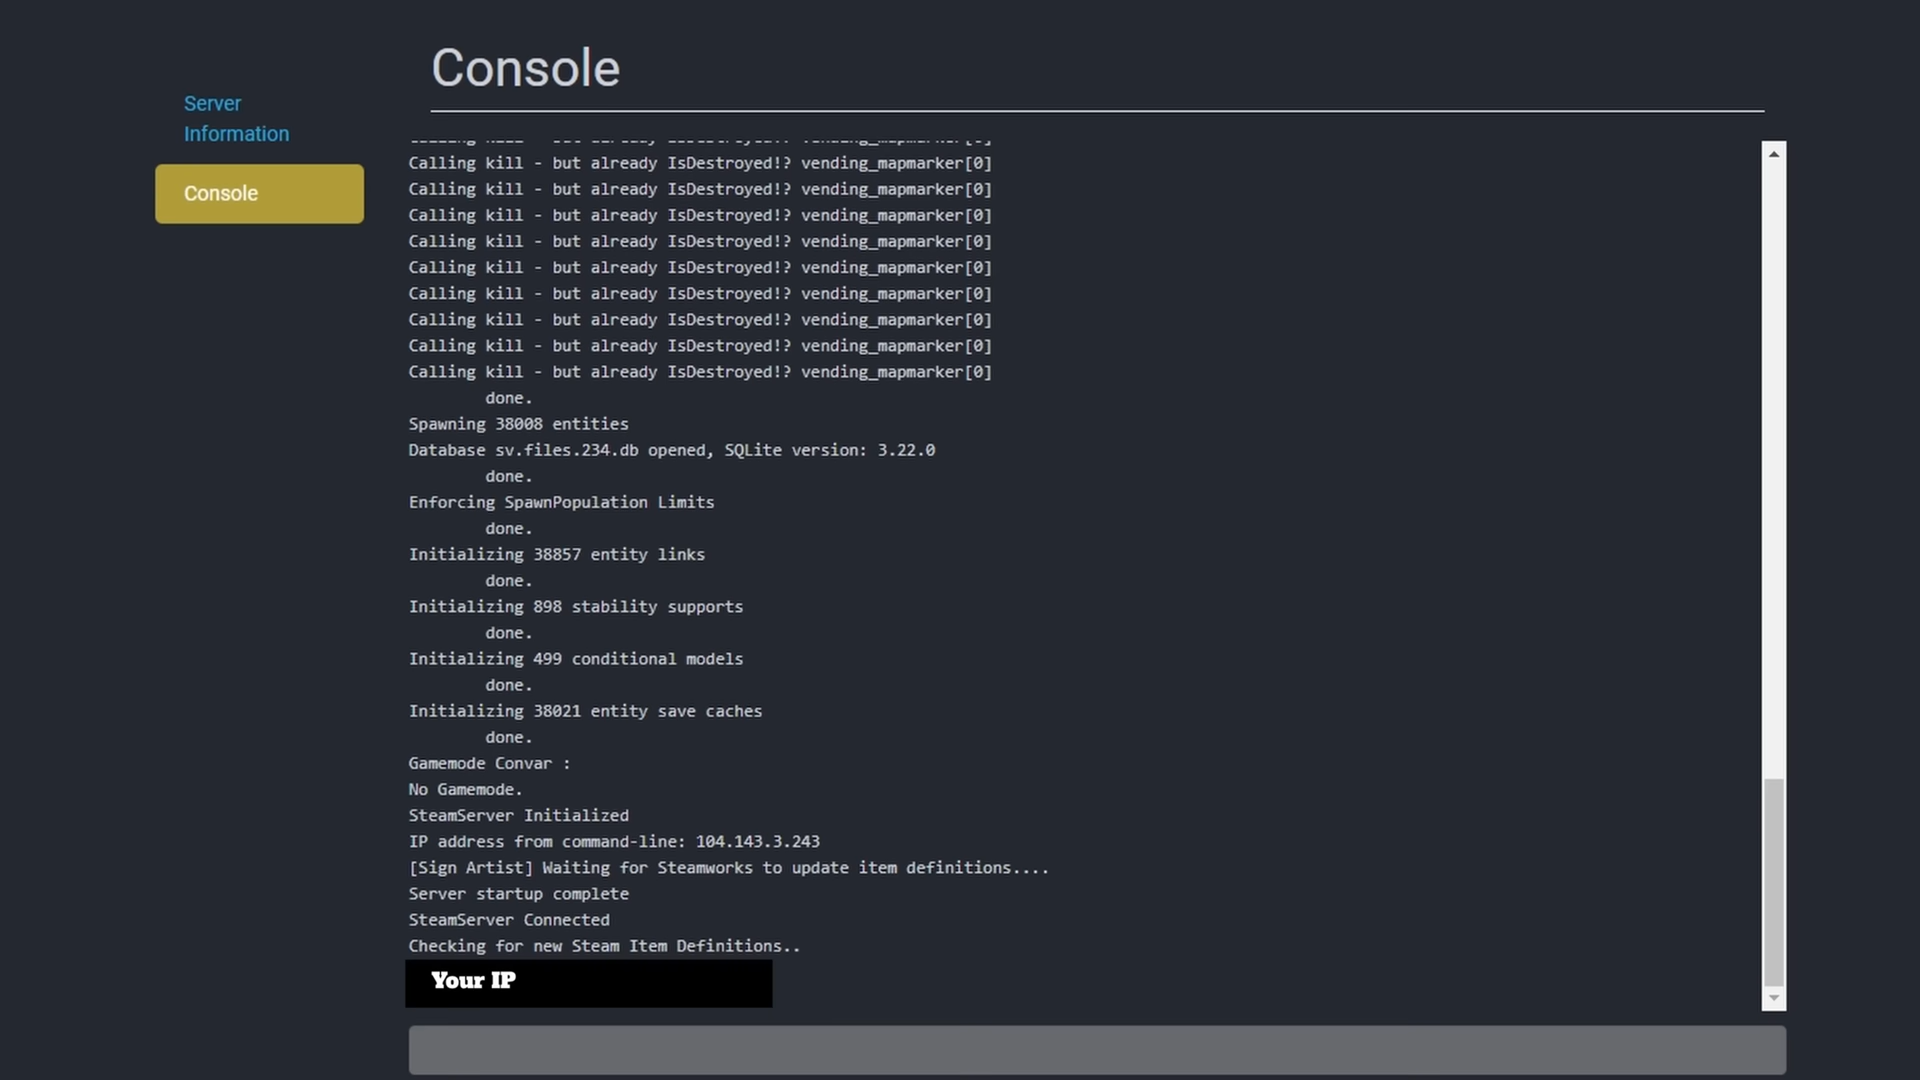 Console
Server
Information
Console
Calling kill - but already IsDestroyed!? vending_mapmarker[0]
Calling kill - but already IsDestroyed!? vending_mapmarker[0]
Calling kill - but already IsDestroyed!? vending_mapmarker[0]
Calling kill - but already IsDestroyed!? vending_mapmarker[0]
Calling kill - but already IsDestroyed!? vending_mapmarker[0]
Calling kill - but already IsDestroyed!? vending_mapmarker[0]
Calling kill - but already IsDestroyed!? vending_mapmarker[0]
Calling kill - but already IsDestroyed!? vending_mapmarker[0]
Calling kill - but already IsDestroyed!? vending_mapmarker[0]
Calling kill - but already IsDestroyed!? vending_mapmarker[0]
done.
Spawning 38008 entities
Database sv.files.234.db opened, SQLite version: 3.22.0
done.
Enforcing SpawnPopulation Limits
done.
Initializing 38857 entity links
done.
Initializing 898 stability supports
done.
Initializing 499 conditional models
done.
Initializing 38021 entity save caches
done.
Gamemode Convar :
No Gamemode.
SteamServer Initialized
IP address from command-line: 104.143.3.243
[Sign Artist] Waiting for Steamworks to update item definitions....
Server startup complete
SteamServer Connected
Checking for new Steam Item Definitions..
Your IP